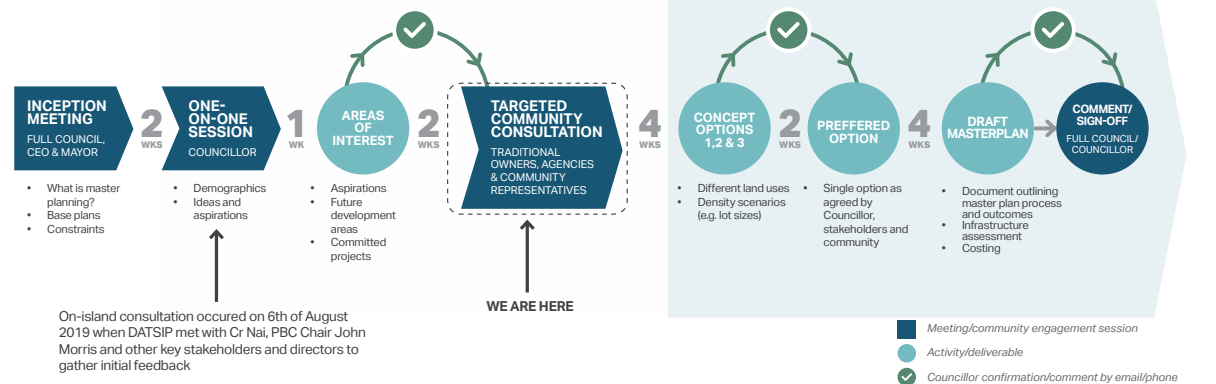 INCEPTION
MEETING
FULL COUNCIL,
CEO & MAYOR
• What is master
planning?
• Base plans
• Constraints
2
WKS
ONE-
ON-ONE
SESSION
COUNCILLOR
• Demographics
• Ideas and
aspirations
On-island consultation occured on 6th of August
2019 when DATSIP met with Cr Nai, PBC Chair John
Morris and other key stakeholders and directors to
gather initial feedback
1
WK
AREAS
OF
INTEREST
• Aspirations
• Future
development
areas
• Committed
projects
2
WKS
TARGETED
COMMUNITY
CONSULTATION
TRADITIONAL
OWNERS, AGENCIES
& COMMUNITY
REPRESENTATIVES
WE ARE HERE
4
WKS
CONCEPT
OPTIONS
1,2 & 3
• Different land uses
• Density scenarios
(e.g. lot sizes)
2
WKS
PREFFERED
OPTION
• Single option as
agreed by
Councillor,
stakeholders and
community
4
WKS
DRAFT
MASTERPLAN
• Document outlining
master plan process
and outcomes
• Infrastructure
assessment
• Costing
COMMENT/
SIGN-OFF
FULL COUNCIL/
COUNCILLOR
Meeting/community engagement session
Activity/deliverable
Councillor confirmation/comment by email/phone